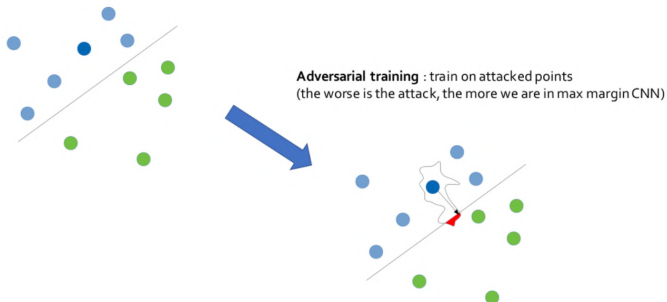 Adversarial training : train on attacked points
(the worse is the attack, the more we are in max margin CNN)